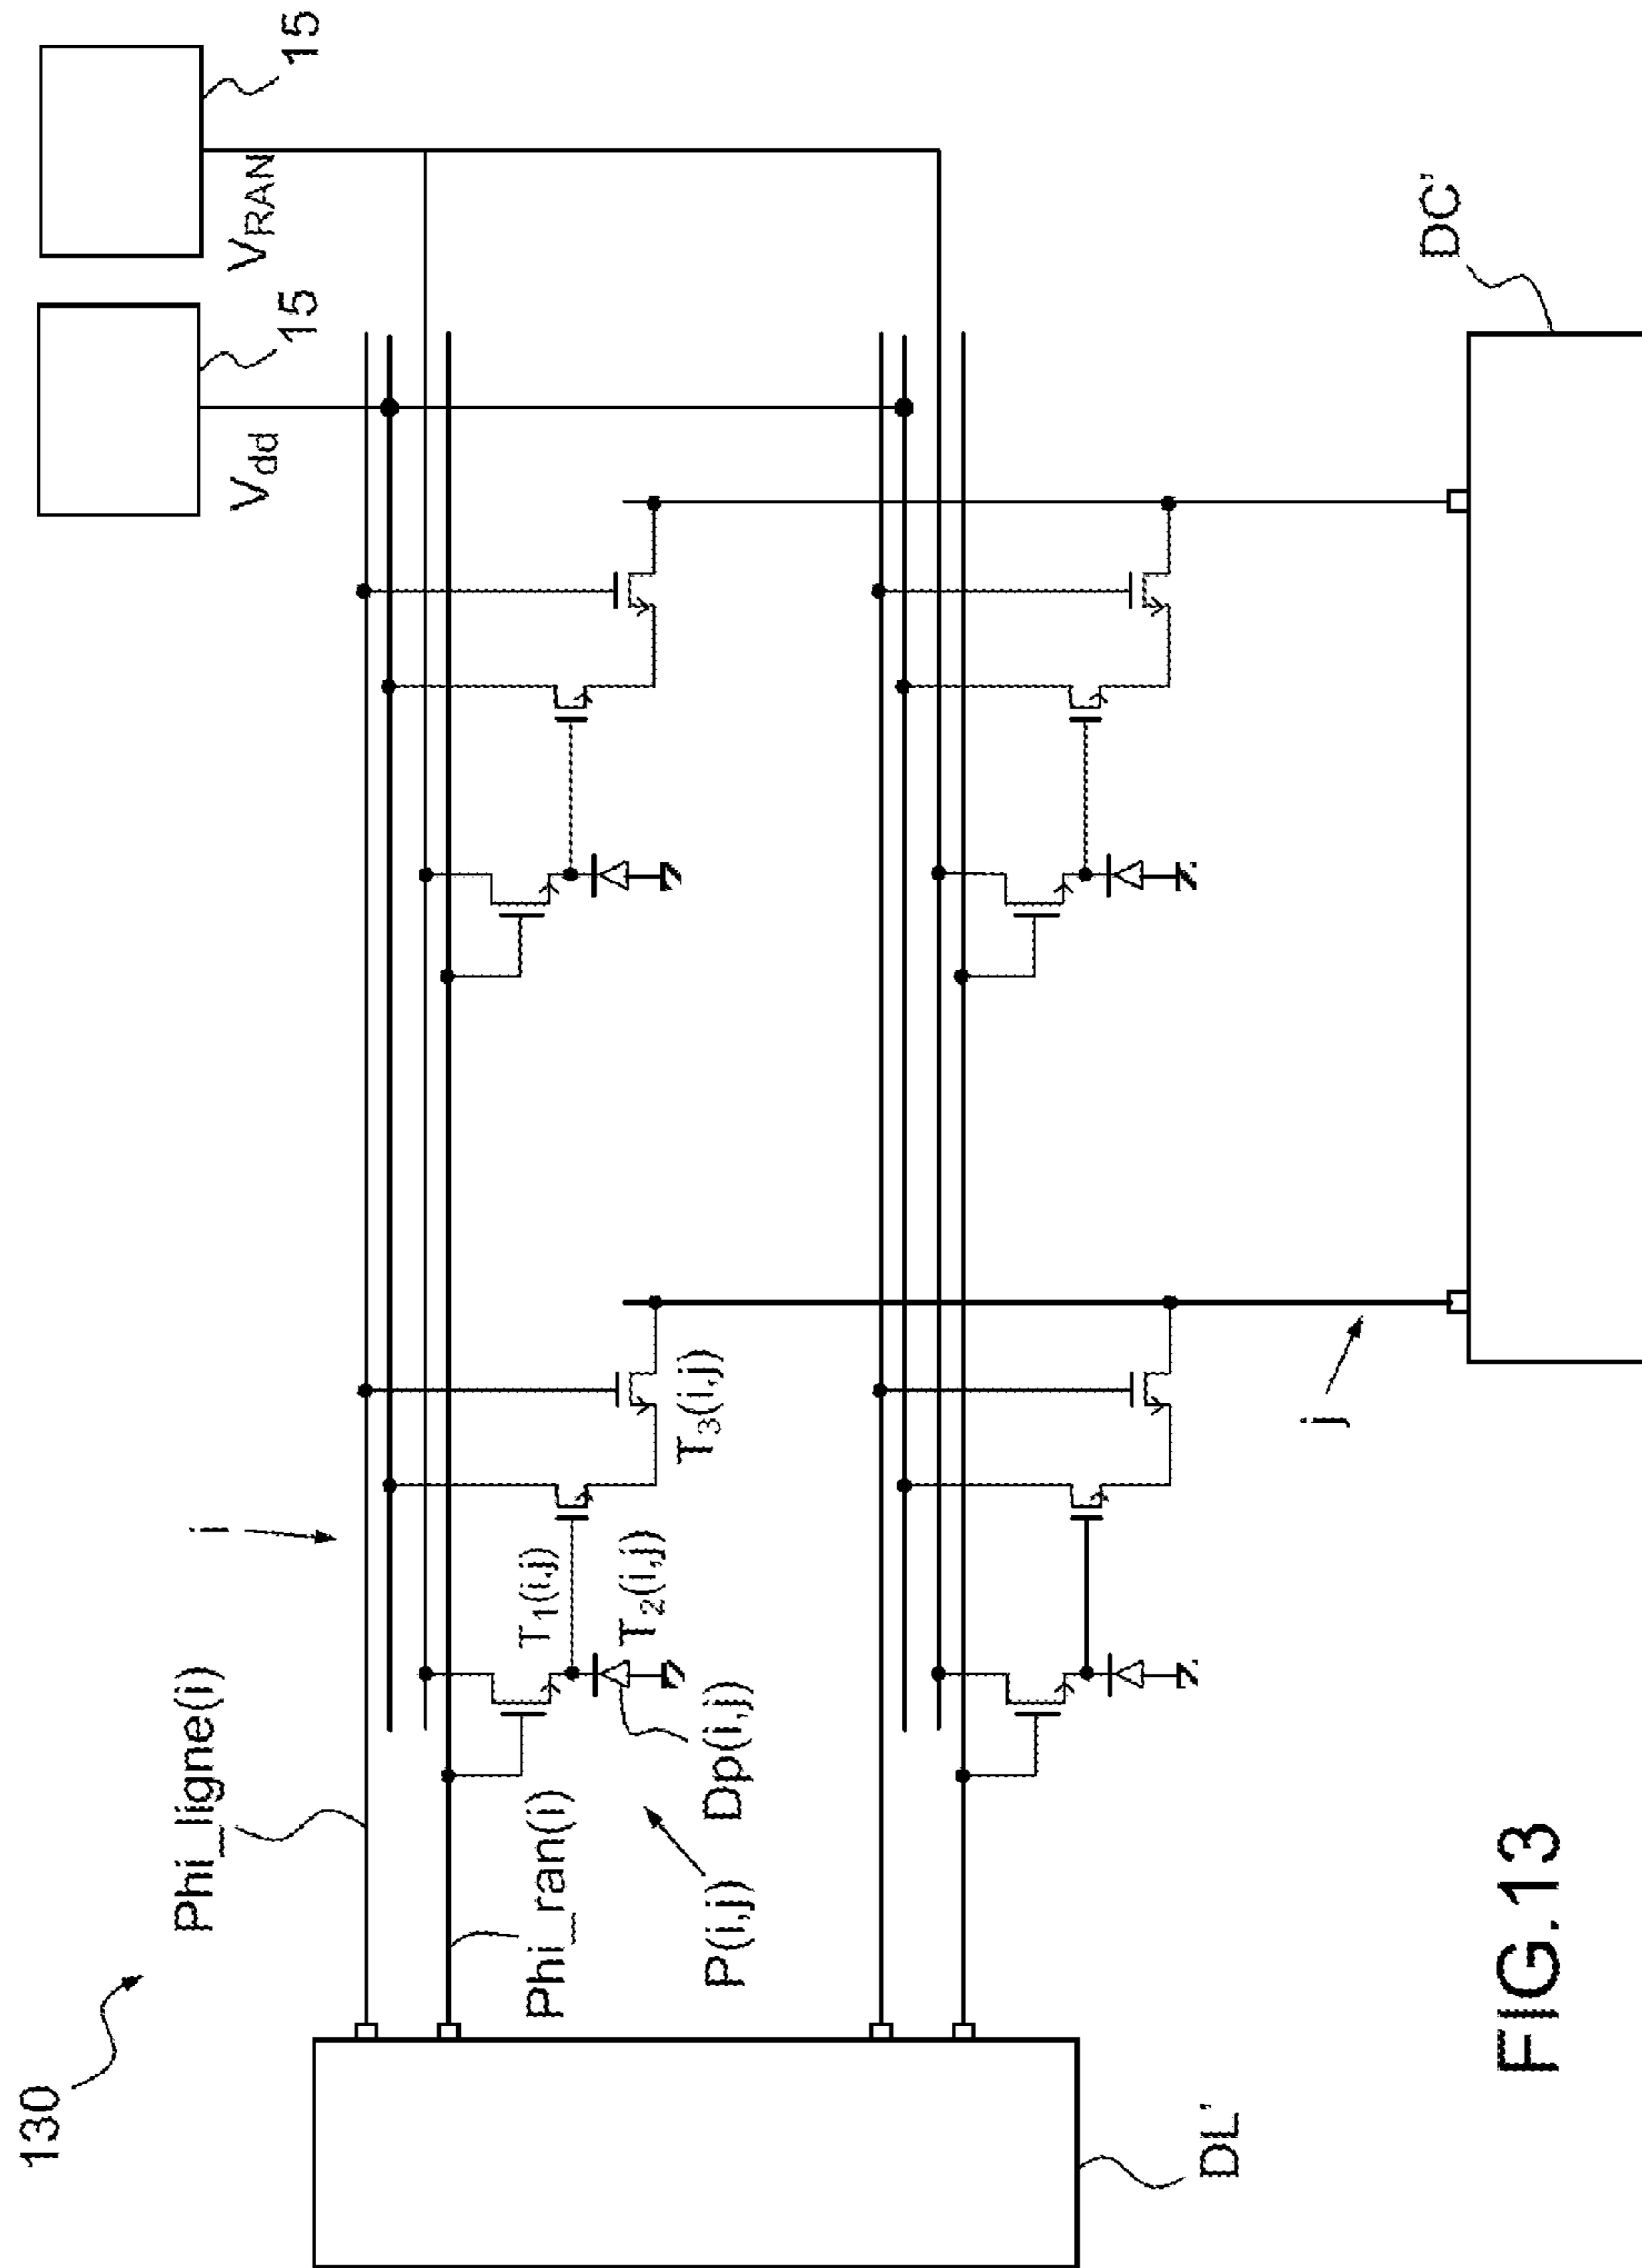 130
Phi_ligne(i)
i
Vdd
15
VRAN
15
Phi_ran(i)
T1(i,j)
T2(i,j)
T3(i,j)
P(i,j)
Dp(i,j)
j
DL'
DC'
FIG.13